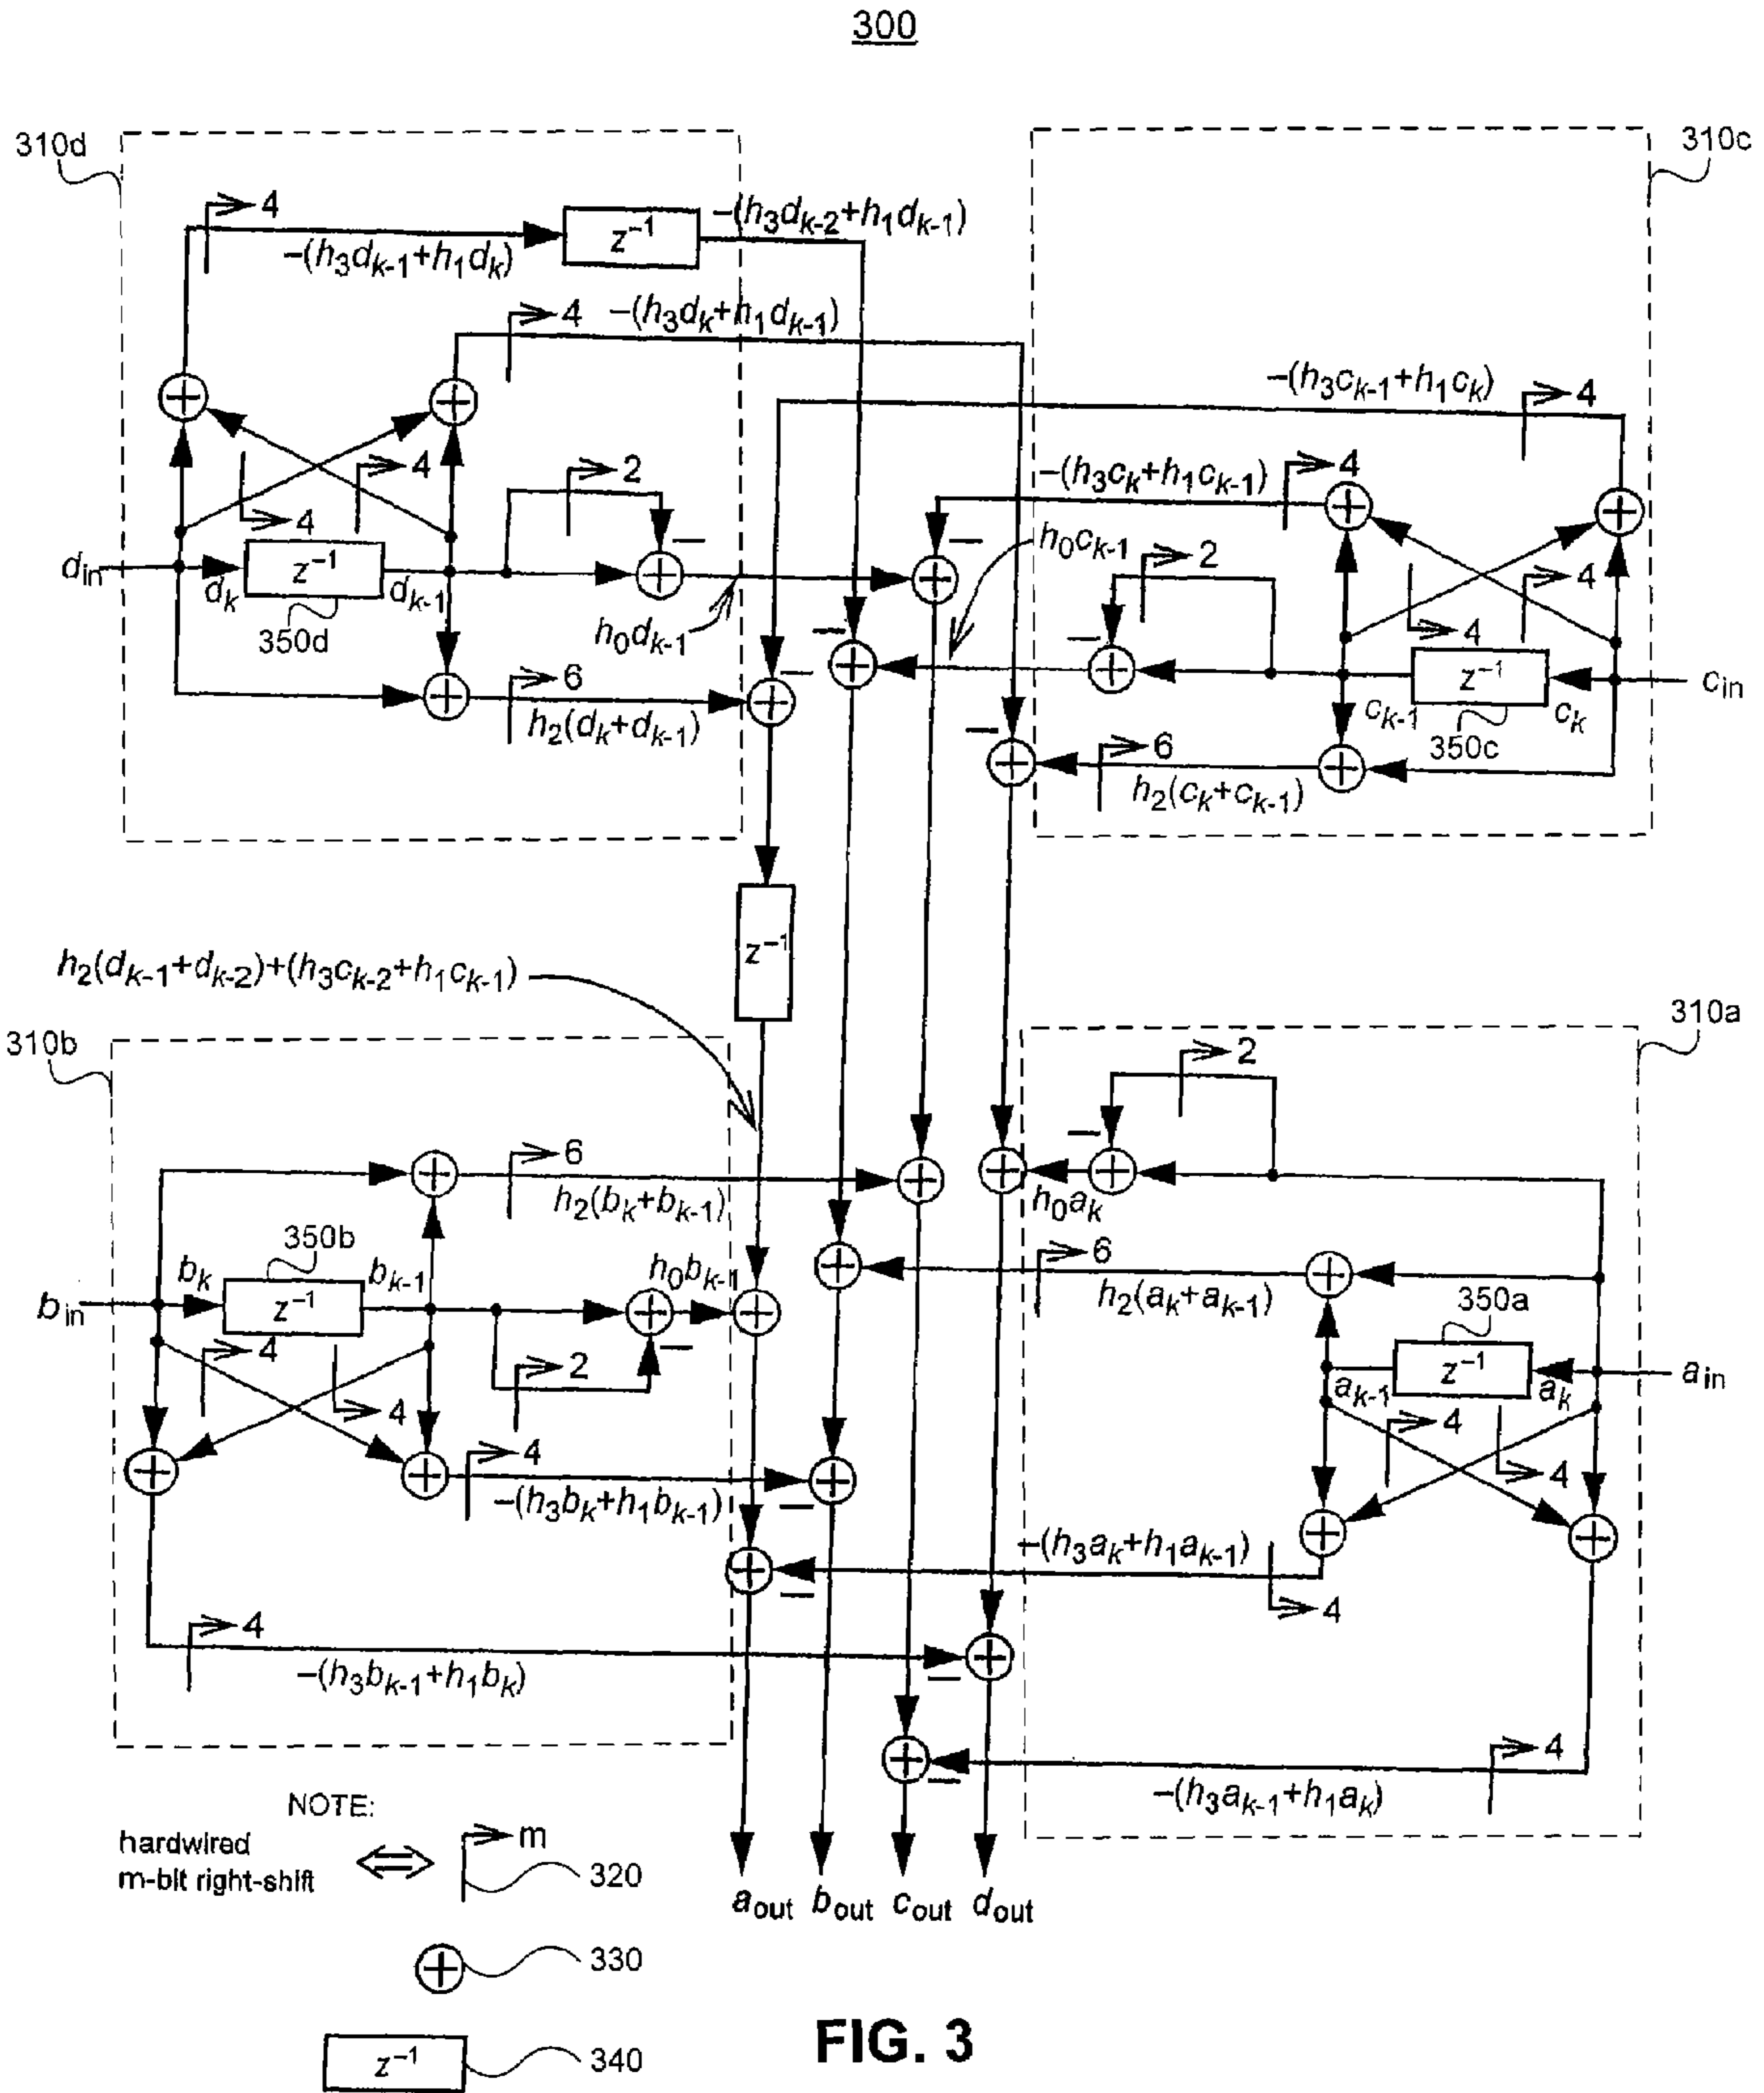 300
310d
310c
4
−(h3dk-1+h1dk)
z−1
−(h3dk-2+h1dk-1)
4
−(h3dk+h1dk-1)
−(h3ck-1+h1ck)
4
4
4
2
−
−(h3ck+h1ck-1)
4
−
h0ck-1
2
4
4
din
dk
z−1
dk-1
350d
h0dk-1
−
−
−
z−1
ck-1
ck
cin
350c
6
h2(dk+dk-1)
−
6
h2(ck+ck-1)
z−1
h2(dk-1+dk-2)+(h3ck-2+h1ck-1)
310b
310a
2
−
h0ak
6
h2(bk+bk-1)
350b
bin
bk
z−1
bk-1
h0bk-1
−
2
4
4
6
h2(ak+ak-1)
350a
z−1
ak-1
ak
ain
4
4
4
−(h3bk+h1bk-1)
−
−(h3ak+h1ak-1)
4
−
4
−(h3bk-1+h1bk)
−
4
−(h3ak-1+h1ak)
−
NOTE:
hardwired
m-bit right-shift
m
320
aout bout cout dout
330
z−1
340
FIG. 3